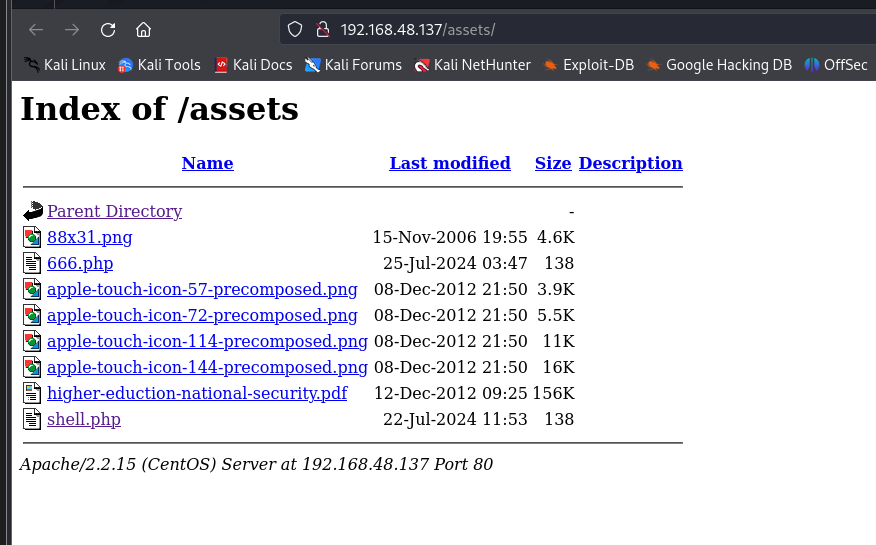 192.168.48.137/assets/
Kali Linux Kali Tools Kali Docs Kali Forums Kali NetHunter Exploit-DB Google Hacking DB OffSec
Index of /assets
Name Last modified Size Description
Parent Directory -
88x31.png 15-Nov-2006 19:55 4.6K
666.php 25-Jul-2024 03:47 138
apple-touch-icon-57-precomposed.png 08-Dec-2012 21:50 3.9K
apple-touch-icon-72-precomposed.png 08-Dec-2012 21:50 5.5K
apple-touch-icon-114-precomposed.png 08-Dec-2012 21:50 11K
apple-touch-icon-144-precomposed.png 08-Dec-2012 21:50 16K
higher-eduction-national-security.pdf 12-Dec-2012 09:25 156K
shell.php 22-Jul-2024 11:53 138
Apache/2.2.15 (CentOS) Server at 192.168.48.137 Port 80